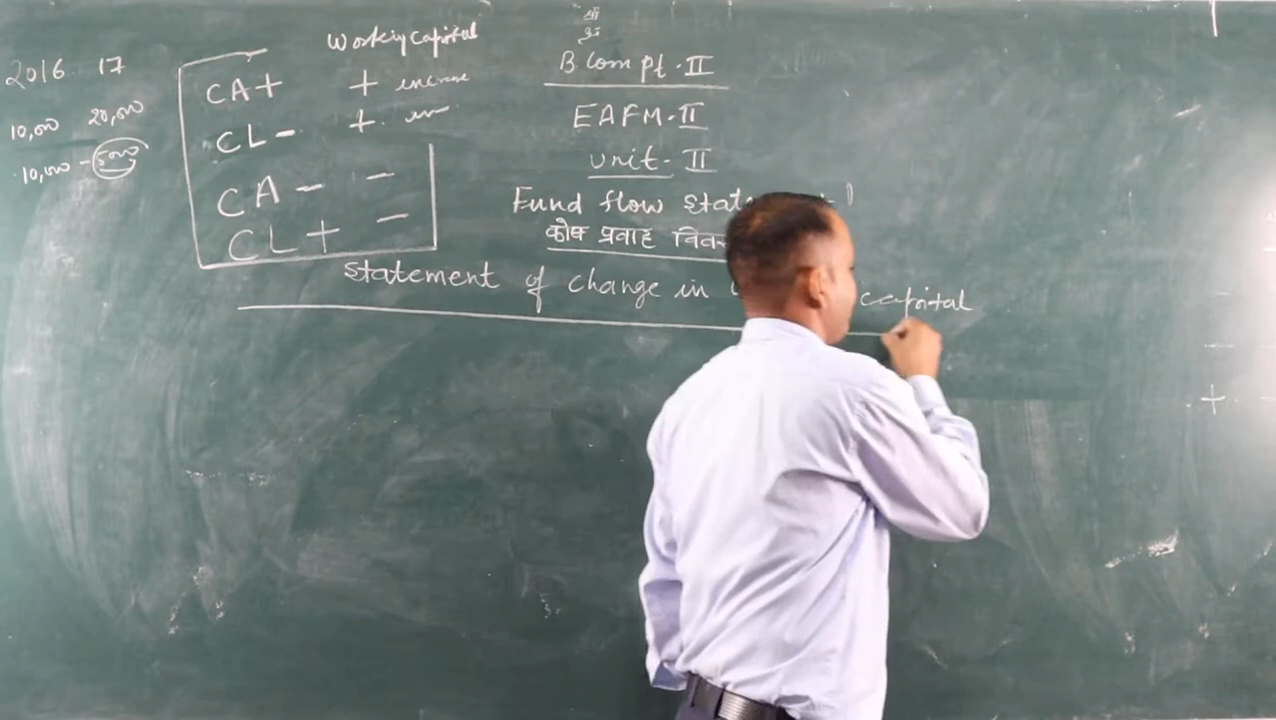 श्री
B Com pt. II
EAFM. II
Unit- II
Fund flow
कोष प्रवाह
Statement of change in capital
Working Capital
CA+ + increase
CL- +
CA- -
CL+ -
2016 17
10,000 20,000
10,000 - 5000
+